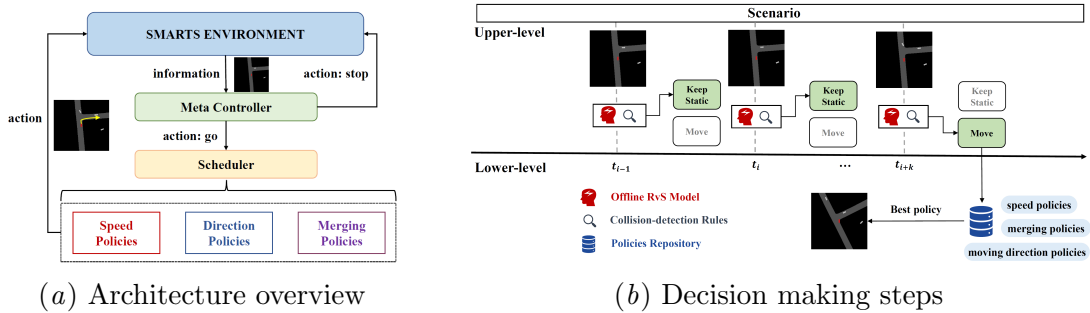 SMARTS ENVIRONMENT
information
action: stop
Meta Controller
action
action: go
Scheduler
Speed
Policies
Direction
Policies
Merging
Policies
(a) Architecture overview
Scenario
Upper-level
Keep
Static
Move
Keep
Static
Move
Keep
Static
Move
Lower-level
t_{i-1}
t_i
...
t_{i+k}
Offline RvS Model
Collision-detection Rules
Policies Repository
Best policy
speed policies
merging policies
moving direction policies
(b) Decision making steps